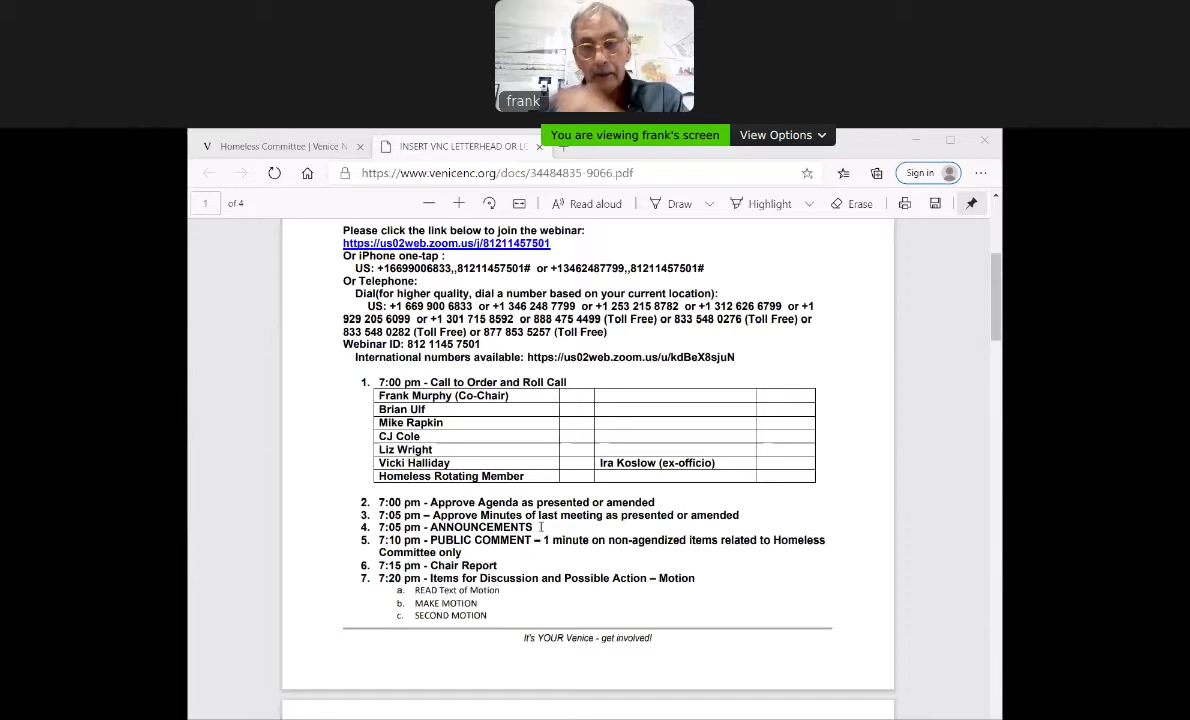 frank
You are viewing frank's screen View Options
V Homeless Committee | Venice N INSERT VNC LETTERHEAD OR LO
https://www.venicenc.org/docs/34484835-9066.pdf Sign in
1 of 4 Read aloud Draw Highlight Erase
Please click the link below to join the webinar:
https://us02web.zoom.us/j/81211457501
Or iPhone one-tap :
US: +16699006833,,81211457501# or +13462487799,,81211457501#
Or Telephone:
Dial(for higher quality, dial a number based on your current location):
US: +1 669 900 6833 or +1 346 248 7799 or +1 253 215 8782 or +1 312 626 6799 or +1
929 205 6099 or +1 301 715 8592 or 888 475 4499 (Toll Free) or 833 548 0276 (Toll Free) or
833 548 0282 (Toll Free) or 877 853 5257 (Toll Free)
Webinar ID: 812 1145 7501
International numbers available: https://us02web.zoom.us/u/kdBeX8sjuN
1. 7:00 pm - Call to Order and Roll Call
Frank Murphy (Co-Chair)
Brian Ulf
Mike Rapkin
CJ Cole
Liz Wright
Vicki Halliday Ira Koslow (ex-officio)
Homeless Rotating Member
2. 7:00 pm - Approve Agenda as presented or amended
3. 7:05 pm – Approve Minutes of last meeting as presented or amended
4. 7:05 pm - ANNOUNCEMENTS
5. 7:10 pm - PUBLIC COMMENT – 1 minute on non-agendized items related to Homeless
Committee only
6. 7:15 pm - Chair Report
7. 7:20 pm - Items for Discussion and Possible Action – Motion
a. READ Text of Motion
b. MAKE MOTION
c. SECOND MOTION
It's YOUR Venice - get involved!